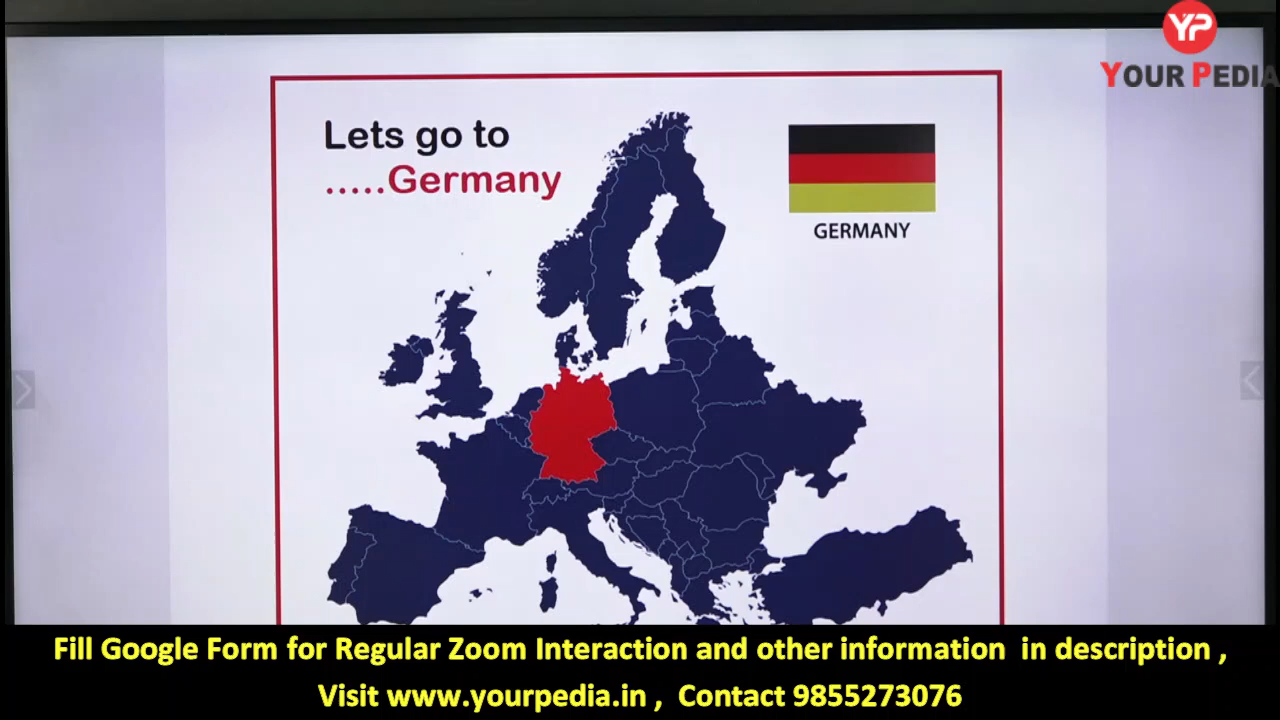 YP
YOUR PEDIA
Lets go to
.....Germany
GERMANY
Fill Google Form for Regular Zoom Interaction and other information in description ,
Visit www.yourpedia.in , Contact 9855273076